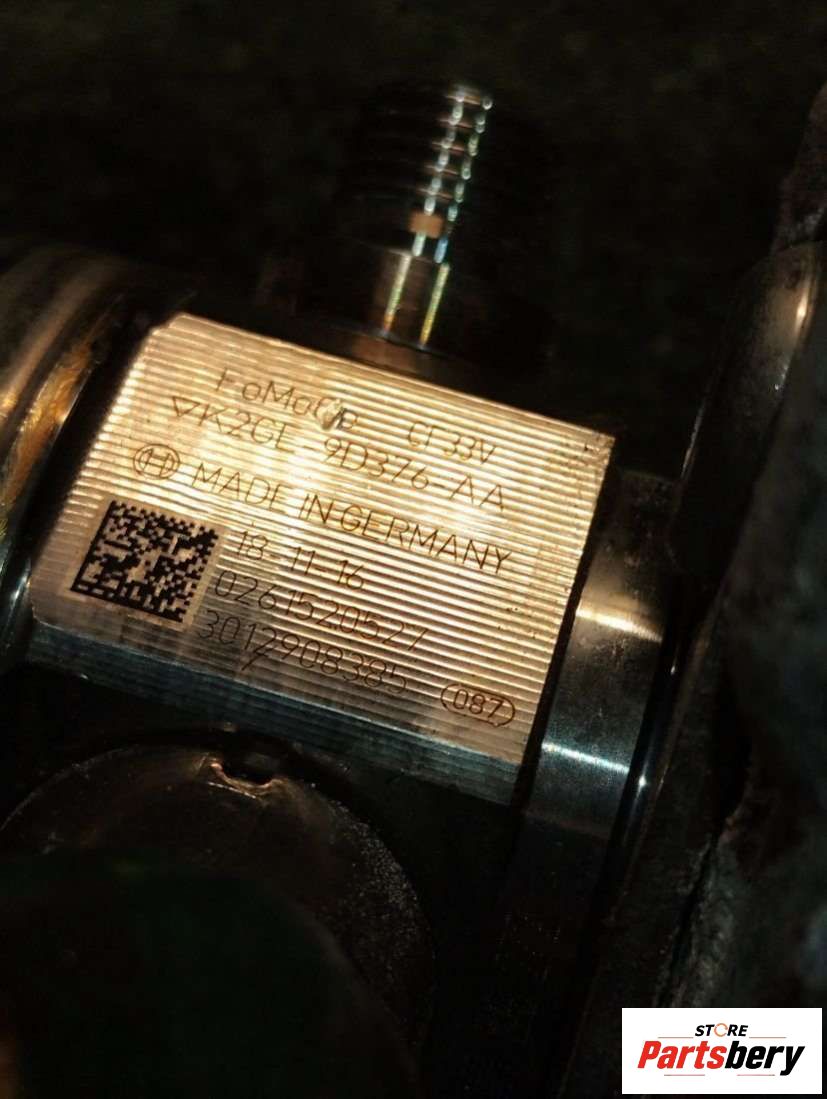 FoMoCo CF33V
K2GE-9D376-AA
MADE IN GERMANY
18-11-16
0261520527
3012908385 087
STORE
Partsbery